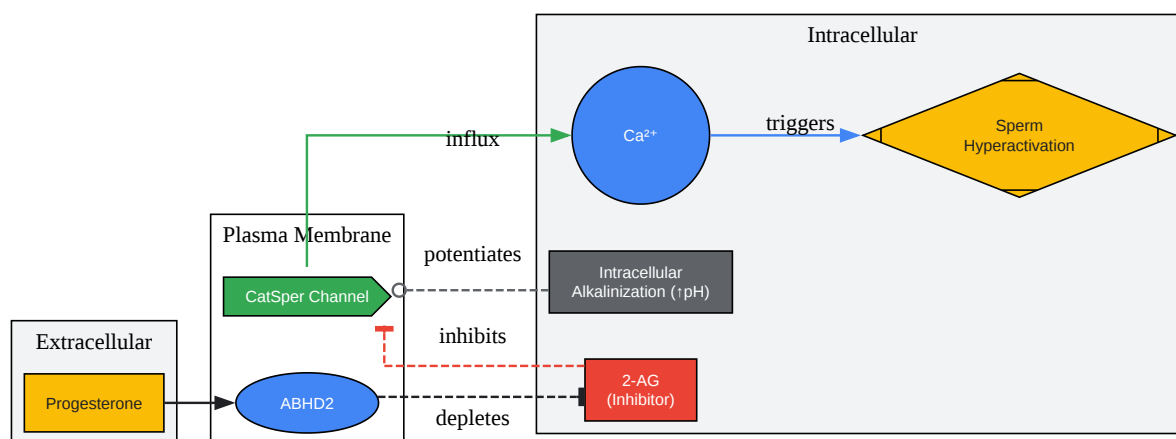 Intracellular
Ca²⁺
triggers
Sperm
Hyperactivation
influx
Plasma Membrane
potentiates
Intracellular
Alkalinization (↑pH)
CatSper Channel
inhibits
Extracellular
2-AG
(Inhibitor)
Progesterone
ABHD2
depletes